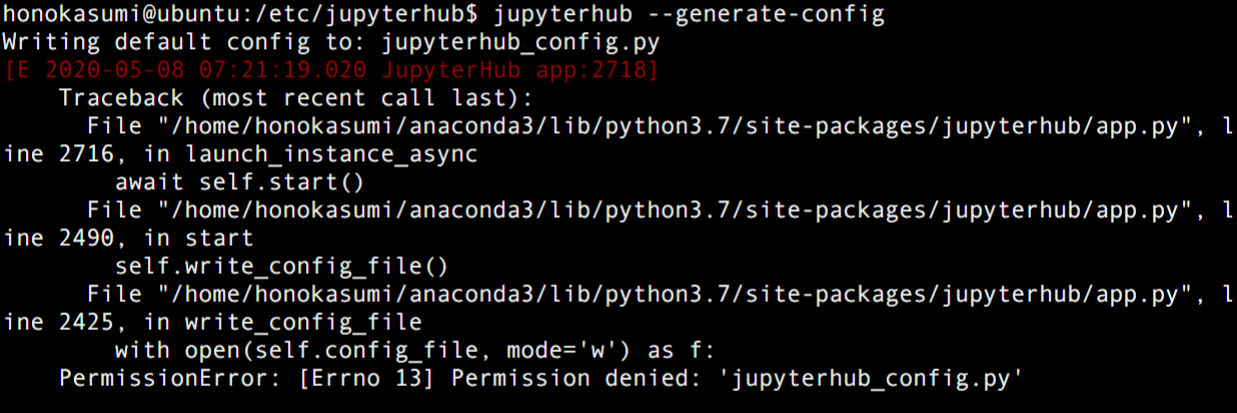 honokasumi@ubuntu:/etc/jupyterhub$ jupyterhub --generate-config
Writing default config to: jupyterhub_config.py
[E 2020-05-08 07:21:19.020 JupyterHub app:2718]
    Traceback (most recent call last):
      File "/home/honokasumi/anaconda3/lib/python3.7/site-packages/jupyterhub/app.py", l
ine 2716, in launch_instance_async
        await self.start()
      File "/home/honokasumi/anaconda3/lib/python3.7/site-packages/jupyterhub/app.py", l
ine 2490, in start
        self.write_config_file()
      File "/home/honokasumi/anaconda3/lib/python3.7/site-packages/jupyterhub/app.py", l
ine 2425, in write_config_file
        with open(self.config_file, mode='w') as f:
    PermissionError: [Errno 13] Permission denied: 'jupyterhub_config.py'